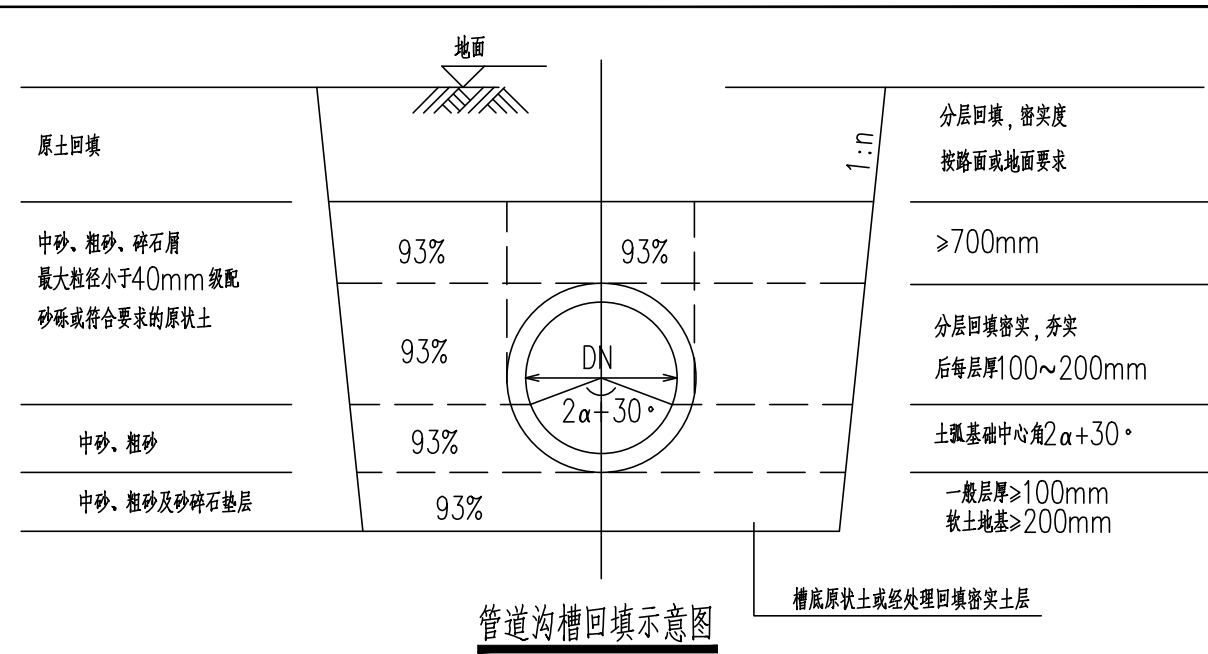 地面
原土回填
1:n
分层回填,密实度
按路面或地面要求
中砂、粗砂、碎石屑
最大粒径小于40mm级配
砂砾或符合要求的原状土
93%
93%
≥700mm
93%
DN
2α+30°
分层回填密实,夯实
后每层厚100~200mm
中砂、粗砂
93%
土弧基础中心角2α+30°
中砂、粗砂及砂碎石垫层
93%
一般层厚≥100mm
软土地基≥200mm
槽底原状土或经处理回填密实土层
管道沟槽回填示意图